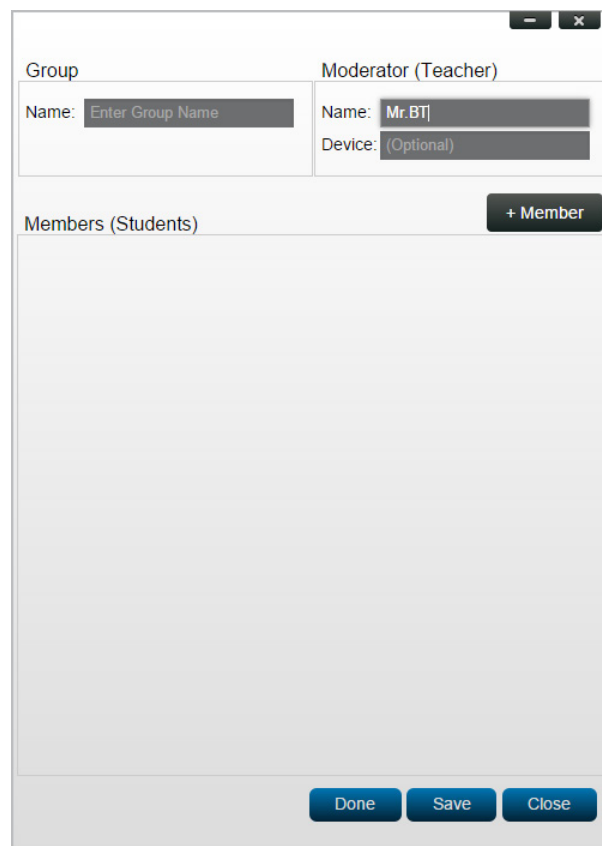 Group
Name: Enter Group Name
Moderator (Teacher)
Name: Mr.BT
Device: (Optional)
+ Member
Members (Students)
Done Save Close